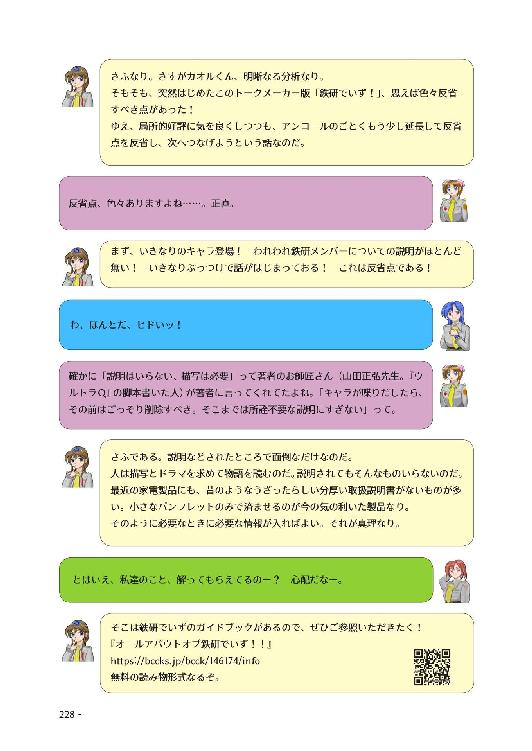 さふなり。さすがカオルくん、明晰なる分析なり。
そもそも、突然はじめたこのトークメーカー版「鉄研でいず！」、思えば色々反省
すべき点があった！
ゆえ、局所的好評に気を良くしつつも、アンコールのごとくもう少し延長して反省
点を反省し、次へつなげようという話なのだ。
反省点、色々ありますよね……。正直。
まず、いきなりのキャラ登場！　われわれ鉄研メンバーについての説明がほとんど
無い！　いきなりぶっつけで話がはじまっておる！　これは反省点である！
わ、ほんとだ、ヒドいッ！
確かに「説明はいらない、描写は必要」って著者のお師匠さん（山田正弘先生。『ウ
ルトラQ』の脚本書いた人）が著者に言ってくれてたよね。「キャラが喋りだしたら、
その前はごっそり削除すべき。そこまでは所詮不要な説明にすぎない」って。
さふである。説明などされたところで面倒なだけなのだ。
人は描写とドラマを求めて物語を読むのだ。説明されてもそんなものいらないのだ。
最近の家電製品にも、昔のようなうざったらしい分厚い取扱説明書がないものが多
い。小さなパンフレットのみで済ませるのが今の気の利いた製品なり。
そのように必要なときに必要な情報が入ればよい。それが真理なり。
とはいえ、私達のこと、解ってもらえてるのー？　心配だなー。
そこは鉄研でいずのガイドブックがあるので、ぜひご参照いただきたく！
『オールアバウトオブ鉄研でいず！！』
https://bccks.jp/bcck/146174/info
無料の読み物形式なるぞ。
228 -